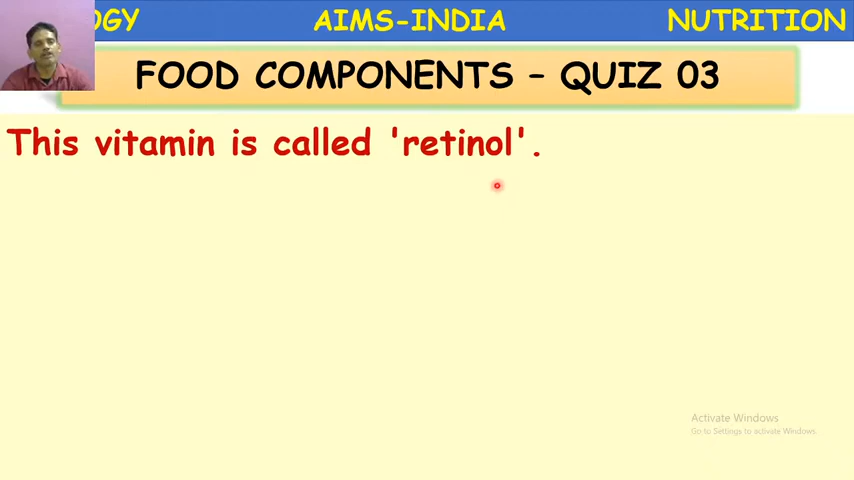 OGY AIMS-INDIA NUTRITION
FOOD COMPONENTS – QUIZ 03
This vitamin is called 'retinol'.
Activate Windows
Go to Settings to activate Windows.